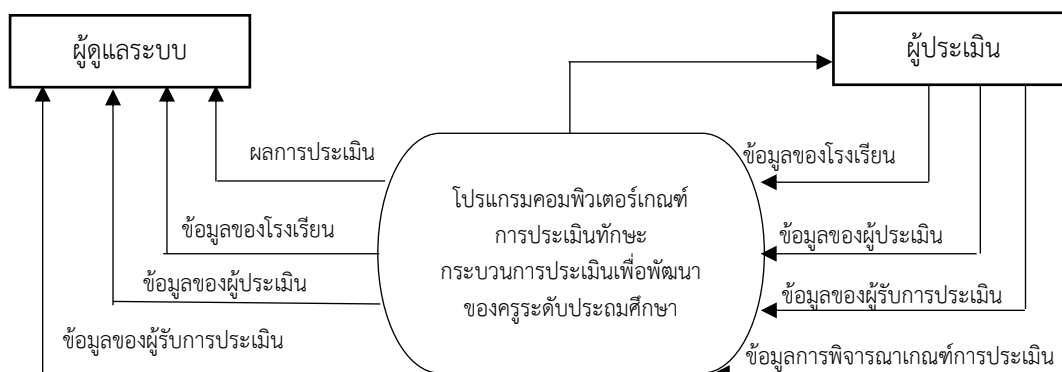 ผู้ดูแลระบบ
ผู้ประเมิน
ผลการประเมิน
ข้อมูลของโรงเรียน
โปรแกรมคอมพิวเตอร์เกณฑ์
การประเมินทักษะ
กระบวนการประเมินเพื่อพัฒนา
ของครูระดับประถมศึกษา
ข้อมูลของโรงเรียน
ข้อมูลของผู้ประเมิน
ข้อมูลของผู้ประเมิน
ข้อมูลของผู้รับการประเมิน
ข้อมูลของผู้รับการประเมิน
ข้อมูลการพิจารณาเกณฑ์การประเมิน